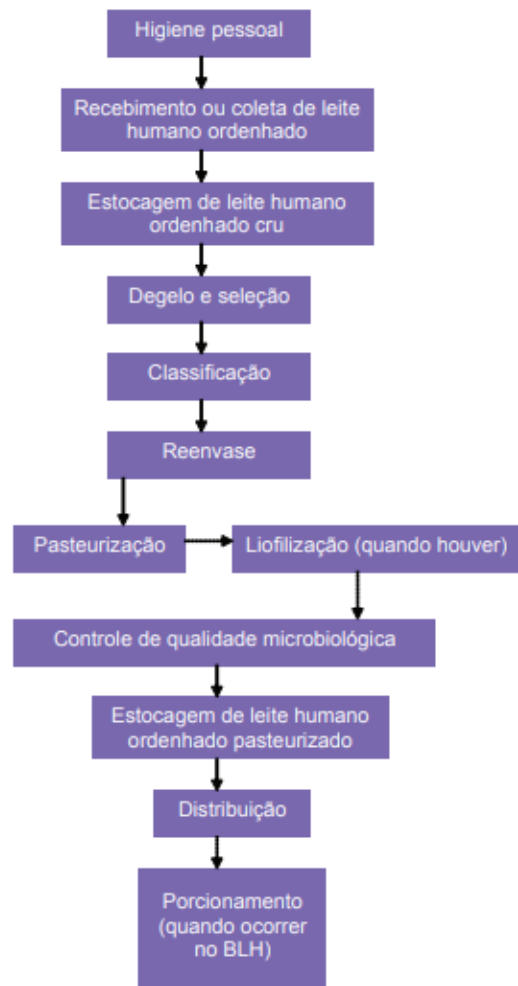 Higiene pessoal
Recebimento ou coleta de leite
humano ordenhado
Estocagem de leite humano
ordenhado cru
Degelo e seleção
Classificação
Reenvase
Pasteurização
Liofilização (quando houver)
Controle de qualidade microbiológica
Estocagem de leite humano
ordenhado pasteurizado
Distribuição
Porcionamento
(quando ocorrer
no BLH)